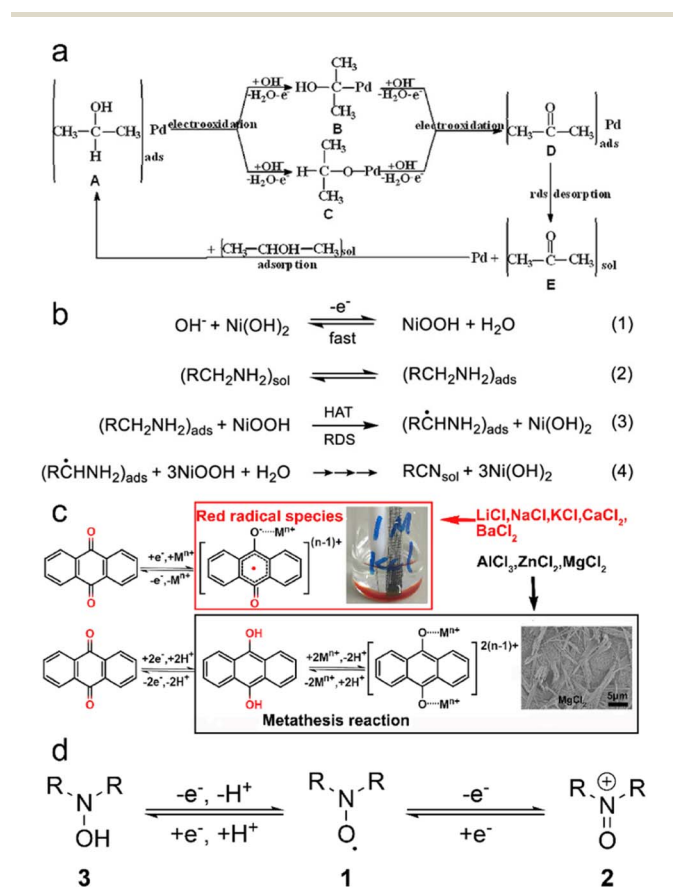 a
OH
CH₃–C–CH₃
H
A
Pd
ads
electrooxidation
+OH⁻
-H₂O-e⁻
CH₃
HO–C–Pd
CH₃
B
+OH⁻
-H₂O-e⁻
+OH⁻
-H₂O-e⁻
CH₃
H–C–O–Pd
CH₃
C
+OH⁻
-H₂O-e⁻
electrooxidation
O
CH₃–C–CH₃
D
Pd
ads
rds desorption
+ (CH₃–CHOH–CH₃)sol
adsorption
Pd +
O
CH₃–C–CH₃
sol
E
b
OH⁻ + Ni(OH)₂ -e⁻ fast NiOOH + H₂O (1)
(RCH₂NH₂)sol (RCH₂NH₂)ads (2)
(RCH₂NH₂)ads + NiOOH HAT RDS (RĊHNH₂)ads + Ni(OH)₂ (3)
(RĊHNH₂)ads + 3NiOOH + H₂O RCNsol + 3Ni(OH)₂ (4)
c
Red radical species
O
O
+e⁻,+Mⁿ⁺
-e⁻,-Mⁿ⁺
O····Mⁿ⁺
O
(n-1)+
1 M
KCl
LiCl,NaCl,KCl,CaCl₂,
BaCl₂
AlCl₃,ZnCl₂,MgCl₂
O
O
+2e⁻,+2H⁺
-2e⁻,-2H⁺
OH
OH
+2Mⁿ⁺,-2H⁺
-2Mⁿ⁺,+2H⁺
O····Mⁿ⁺
O····Mⁿ⁺
2(n-1)+
MgCl₂
5μm
Metathesis reaction
d
R R
N
OH
3
-e⁻, -H⁺
+e⁻, +H⁺
R R
N
O•
1
-e⁻
+e⁻
R ⊕ R
N
O
2